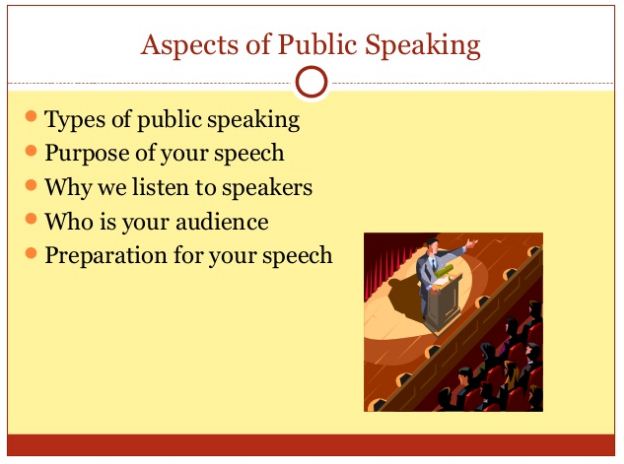 Aspects of Public Speaking
Types of public speaking
Purpose of your speech
Why we listen to speakers
Who is your audience
Preparation for your speech